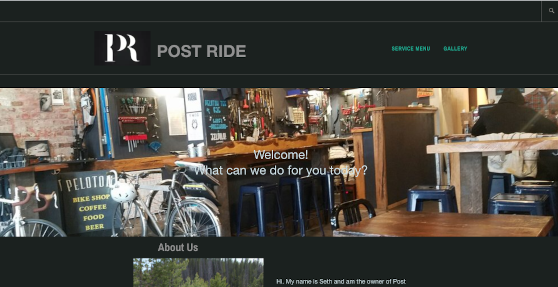 PR POST RIDE
SERVICE MENU GALLERY
Welcome!
What can we do for you today?
PELOTON
BIKE SHOP
COFFEE
FOOD
BEER
About Us
Hi. My name is Seth and am the owner of Post